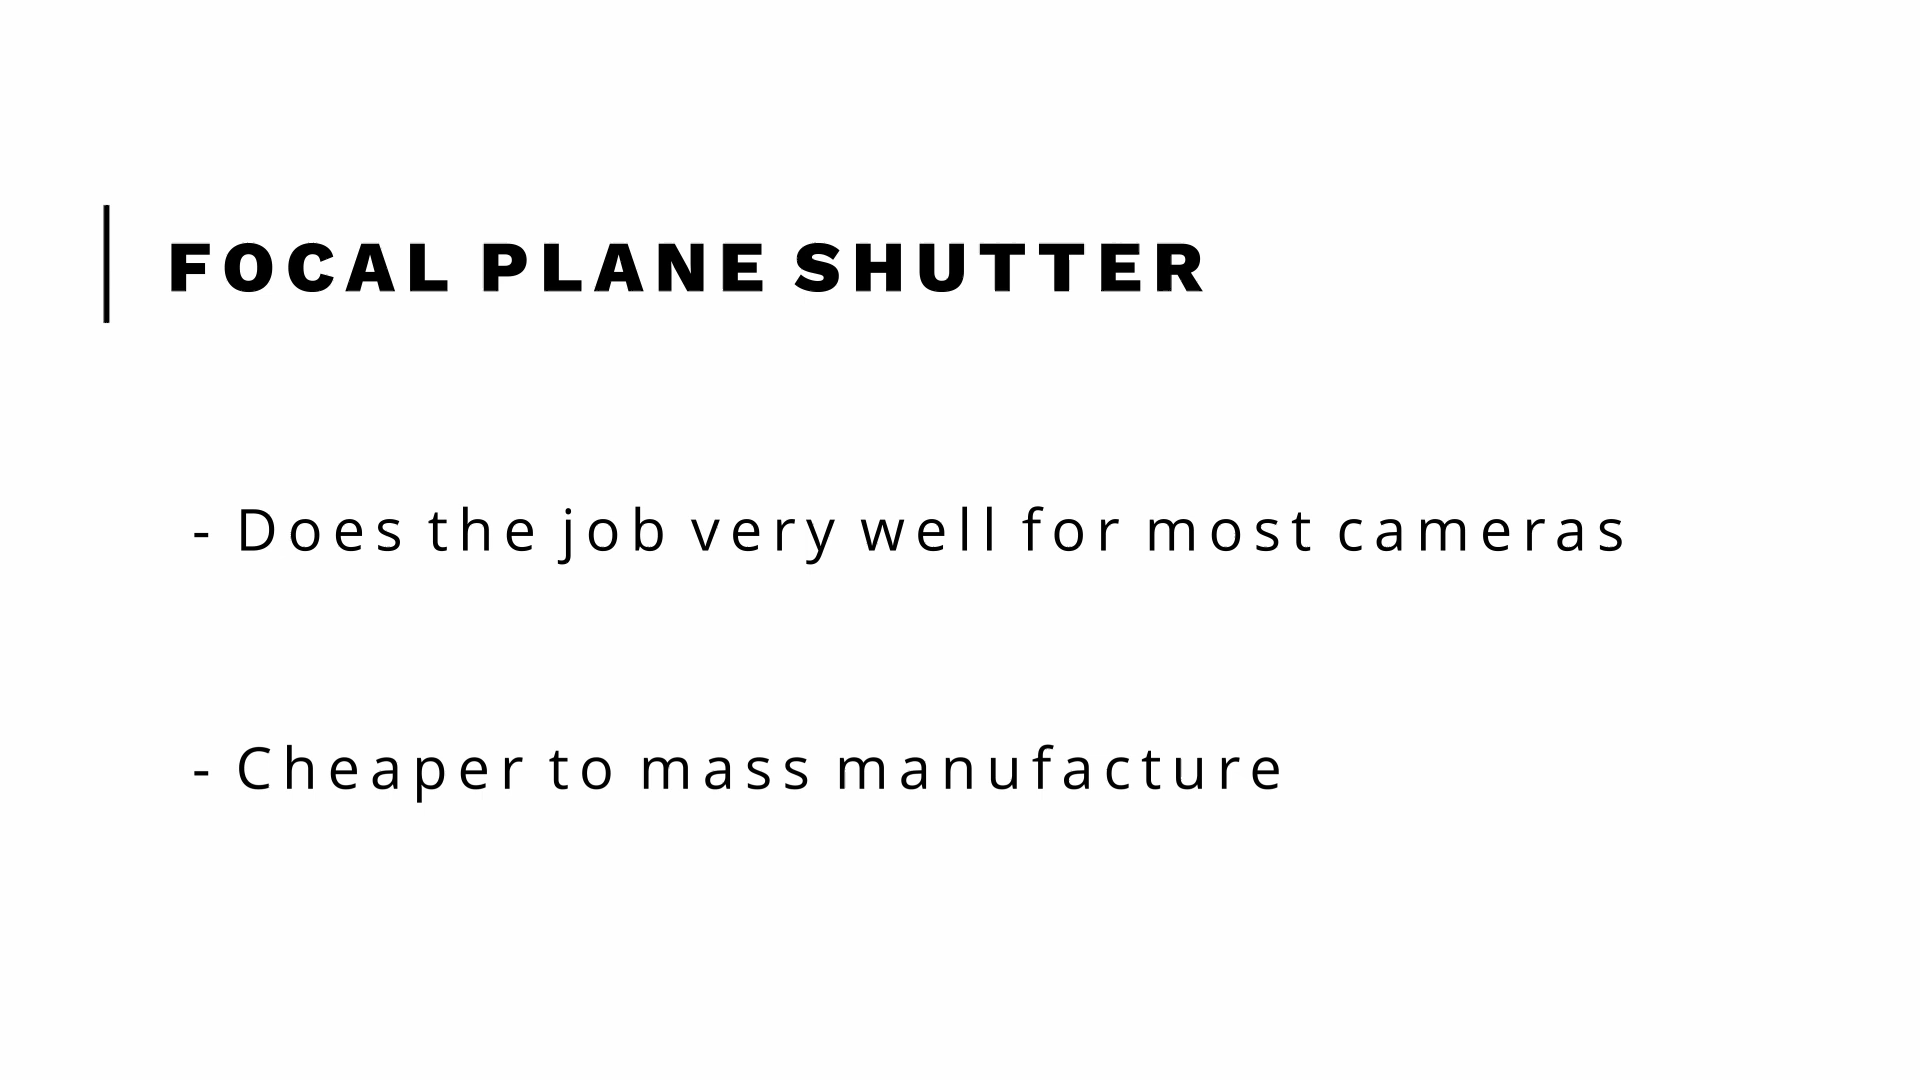 FOCAL PLANE SHUTTER
- Does the job very well for most cameras
- Cheaper to mass manufacture